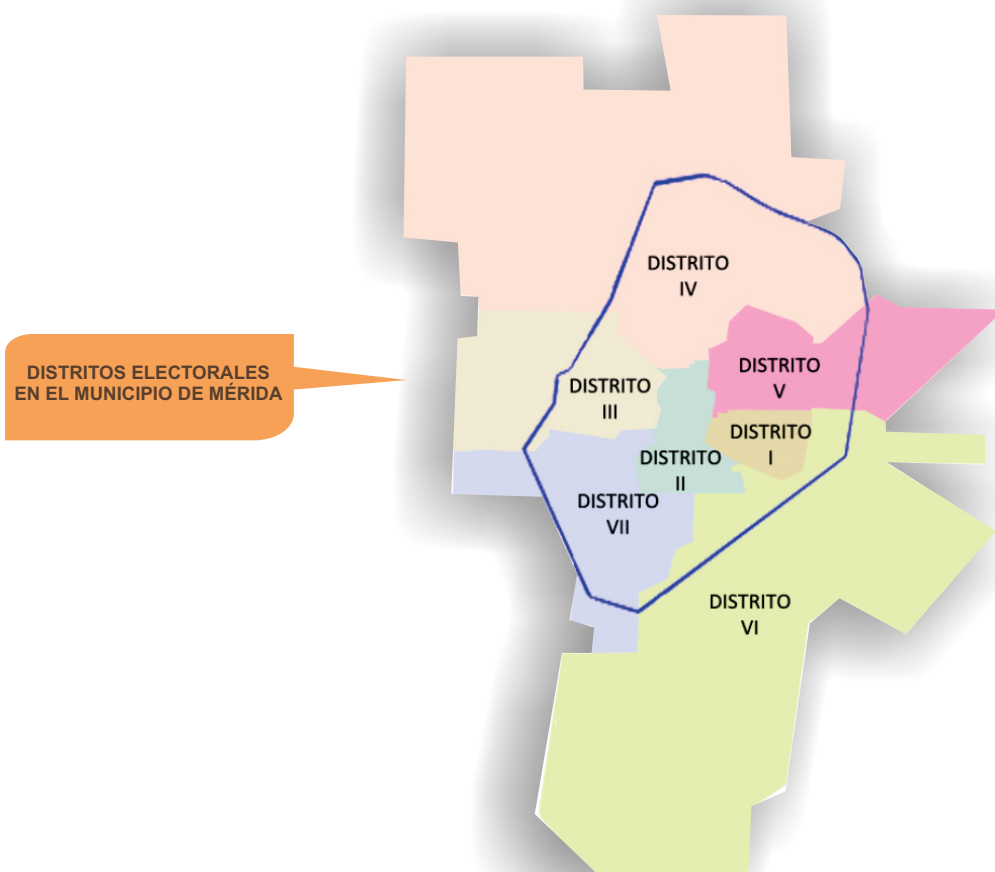 DISTRITO
IV
DISTRITOS ELECTORALES
EN EL MUNICIPIO DE MÉRIDA
DISTRITO
V
DISTRITO
III
DISTRITO
I
DISTRITO
II
DISTRITO
VII
DISTRITO
VI